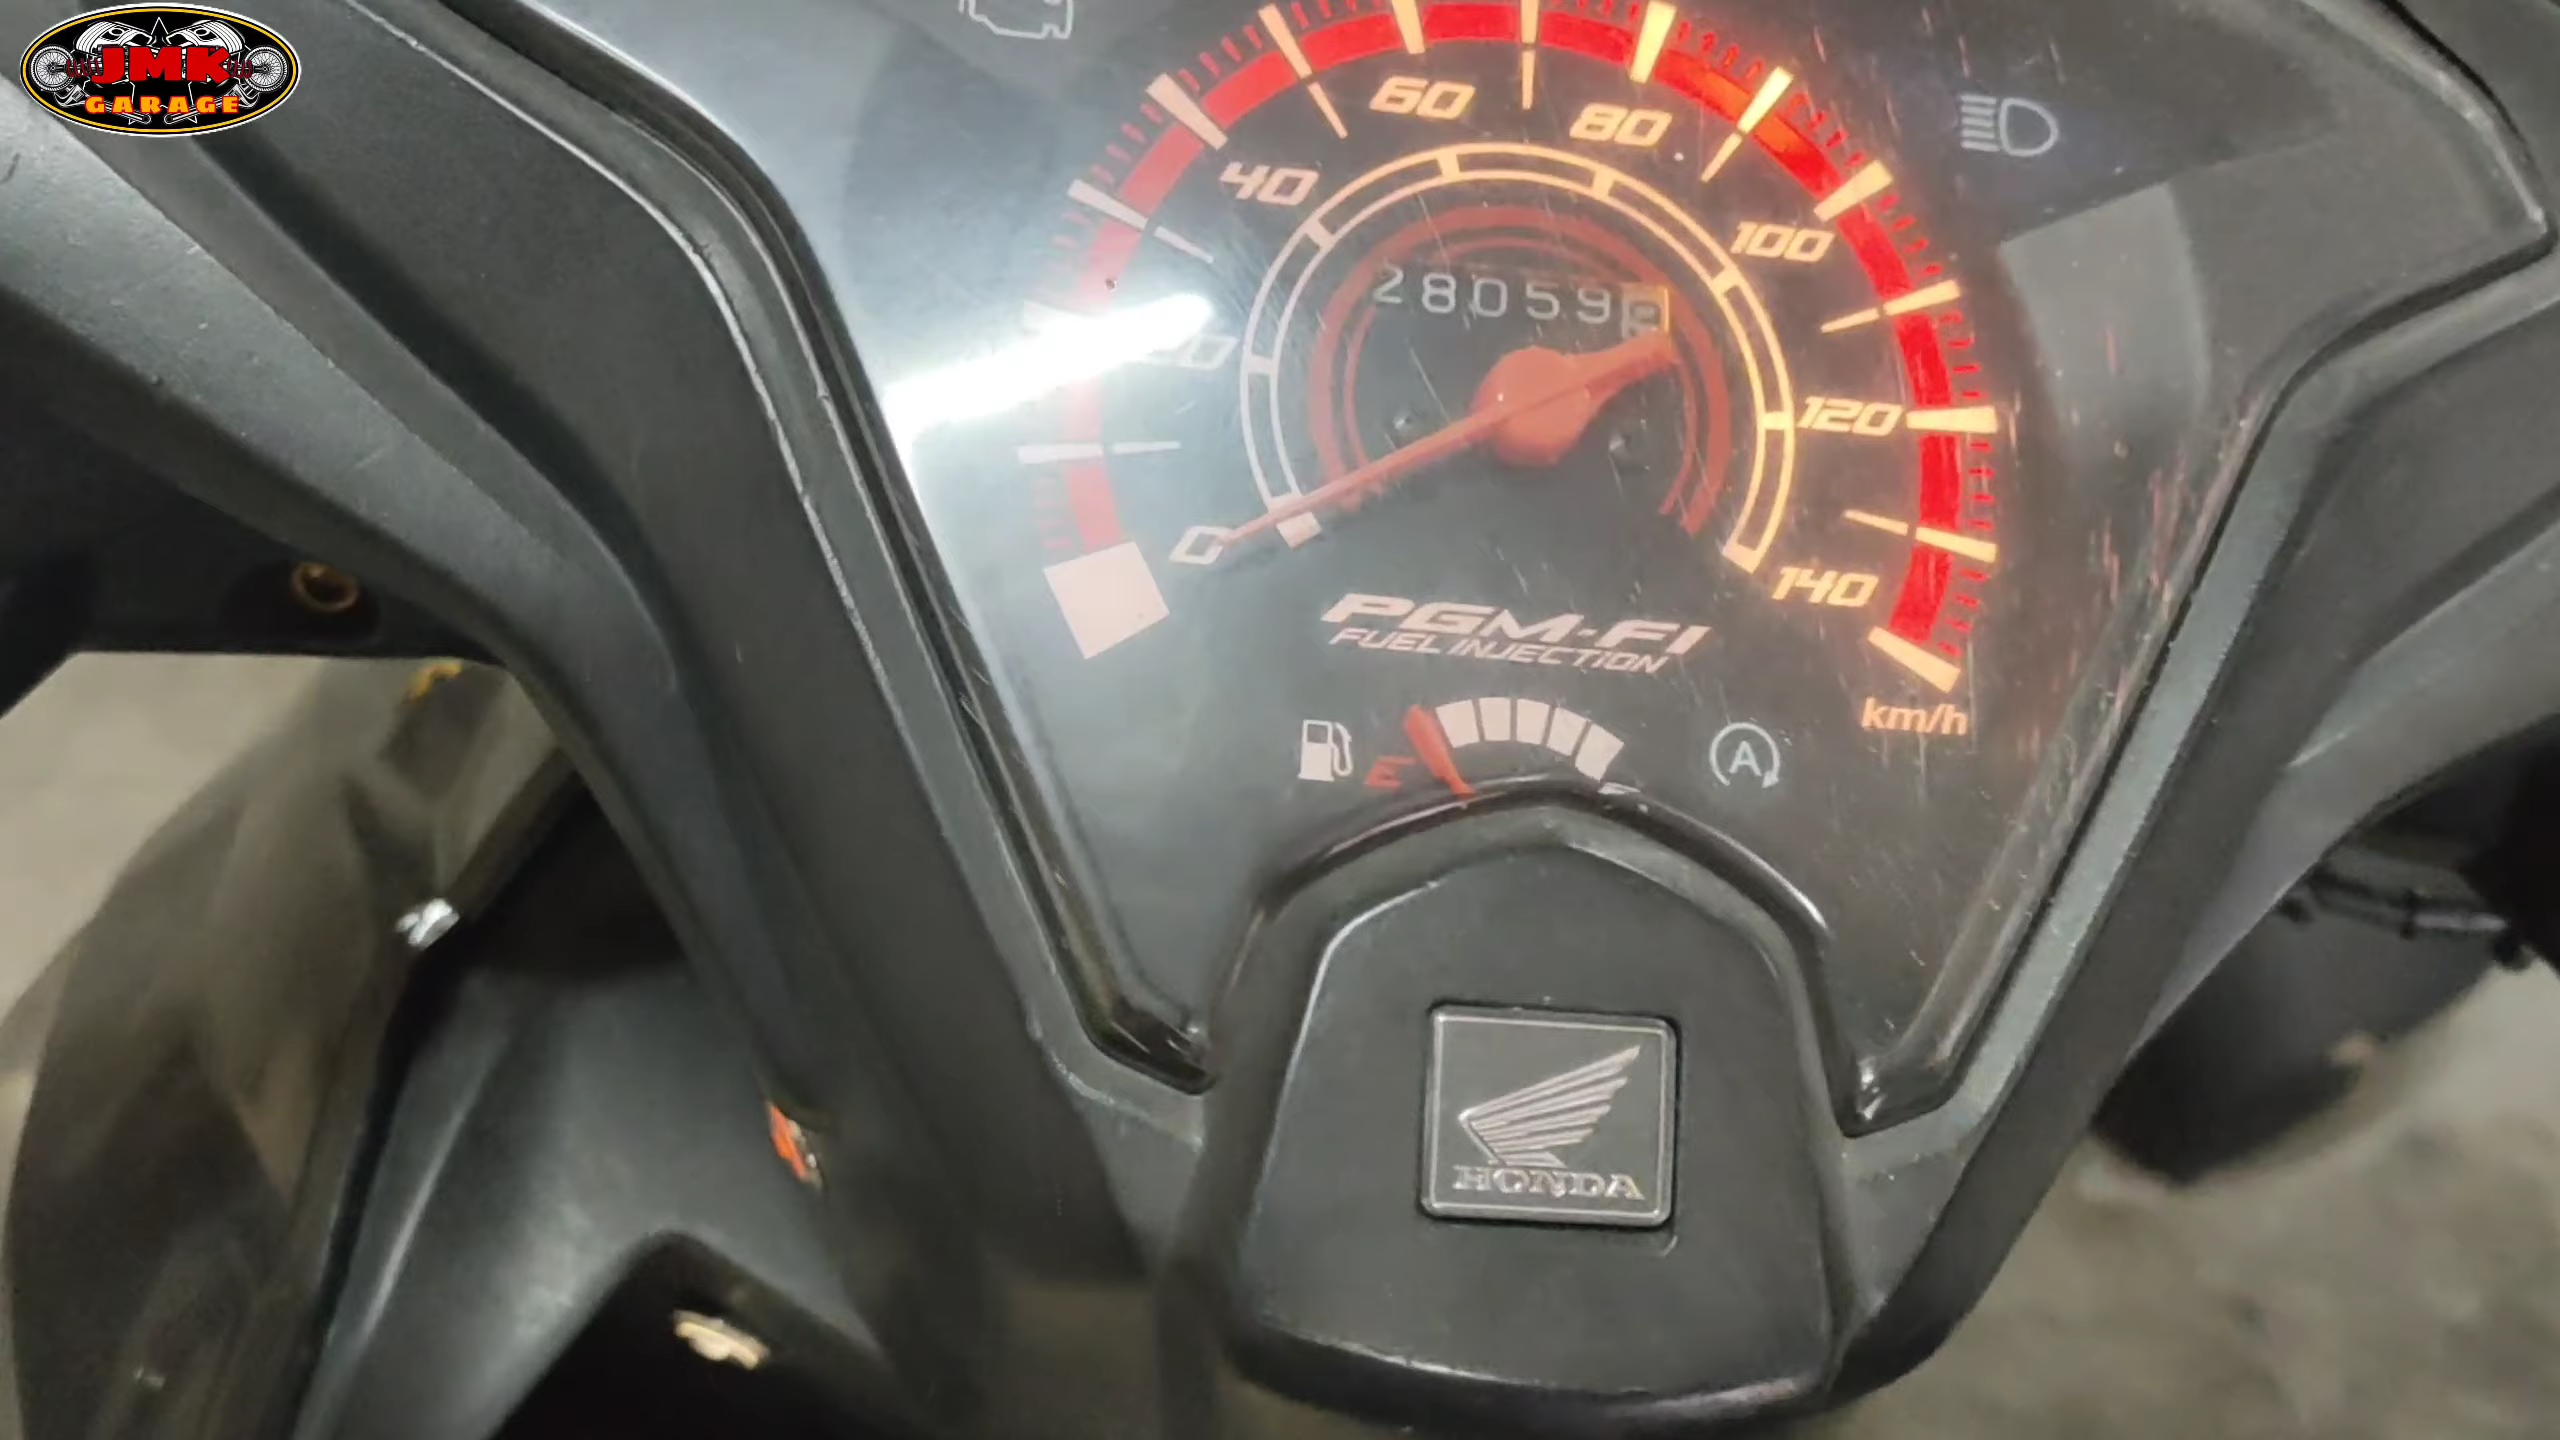 JMK
GARAGE
60
80
40
100
28059
120
0
140
PGM-FI
FUEL INJECTION
km/h
E
F
A
HONDA